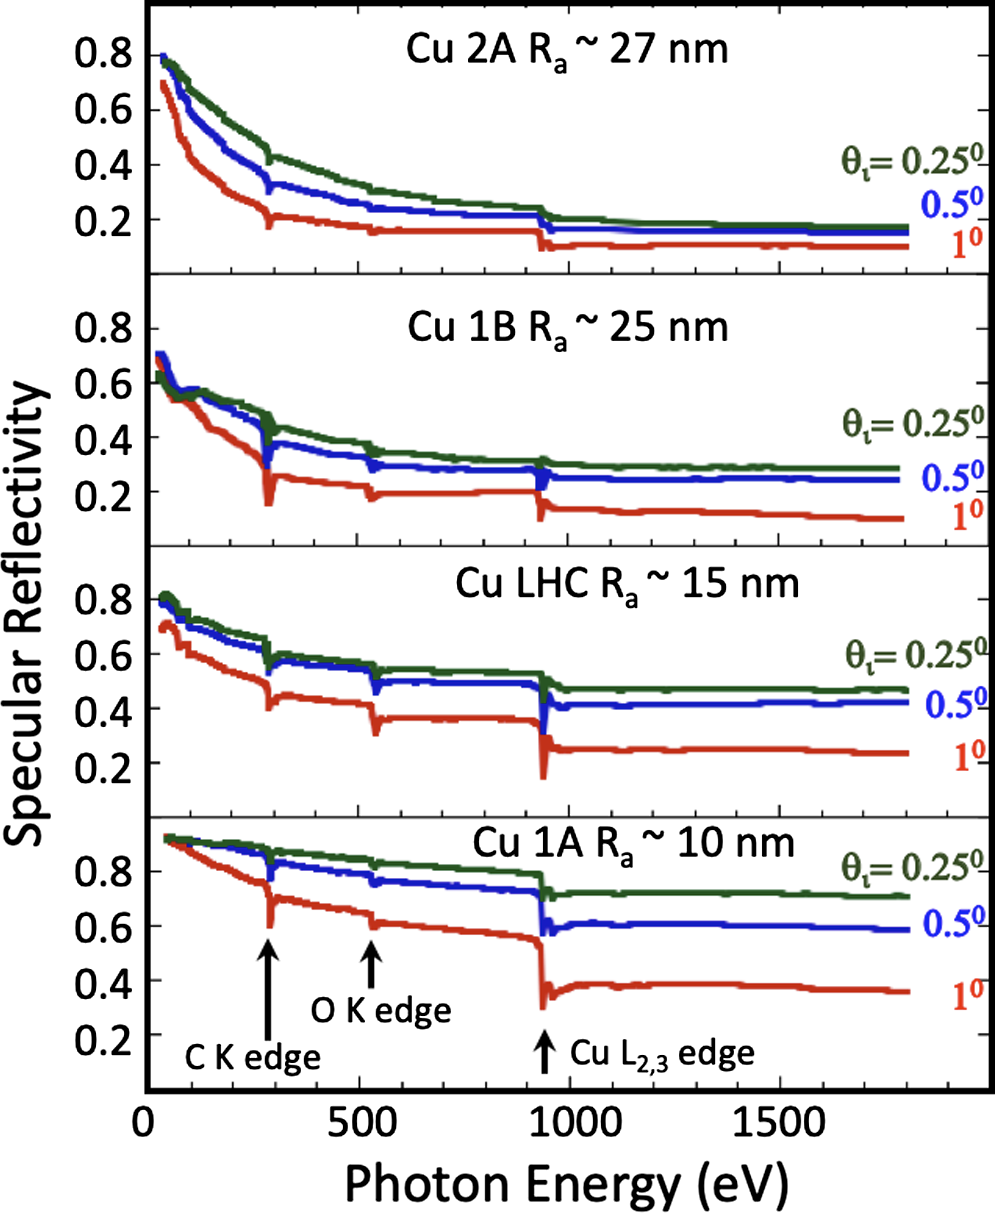 Cu 2A Rₐ ~ 27 nm
0.8
0.6
0.4
0.2
θι= 0.25⁰
0.5⁰
1⁰
Cu 1B Rₐ ~ 25 nm
0.8
0.6
0.4
0.2
θι= 0.25⁰
0.5⁰
1⁰
Cu LHC Rₐ ~ 15 nm
0.8
0.6
0.4
0.2
θι= 0.25⁰
0.5⁰
1⁰
Cu 1A Rₐ ~ 10 nm
0.8
0.6
0.4
0.2
θι= 0.25⁰
0.5⁰
1⁰
C K edge
O K edge
Cu L₂,₃ edge
0 500 1000 1500
Photon Energy (eV)
Specular Reflectivity